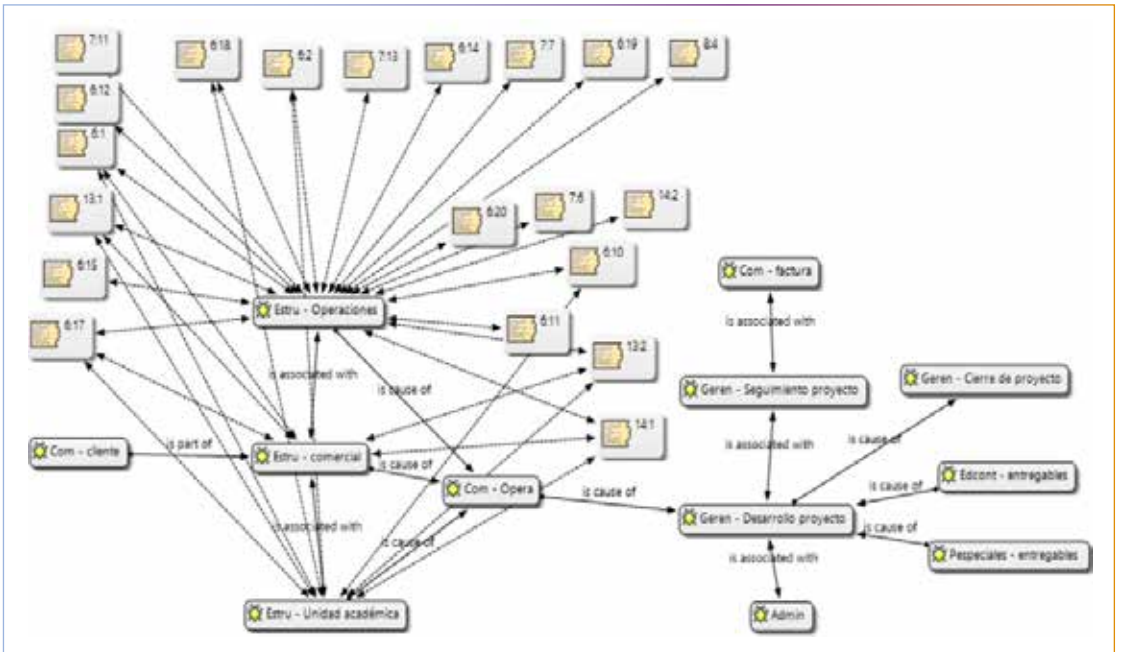 7:11
6:18
6:2
7:13
6:14
7:7
6:19
8:4
6:12
6:1
13:1
6:20
7:6
14:2
6:15
6:10
Com - factura
Estru - Operaciones
6:17
6:11
is associated with
13:2
is associated with
is cause of
Geren - Seguimiento proyecto
Geren - Cierre de proyecto
14:1
Com - cliente
is part of
Estru - comercial
is cause of
is associated with
is cause of
Com - Opera
is cause of
Edcont - entregables
is cause of
Geren - Desarrollo proyecto
is associated with
is cause of
is cause of
is associated with
Pespeciales - entregables
Estru - Unidad académica
Admin